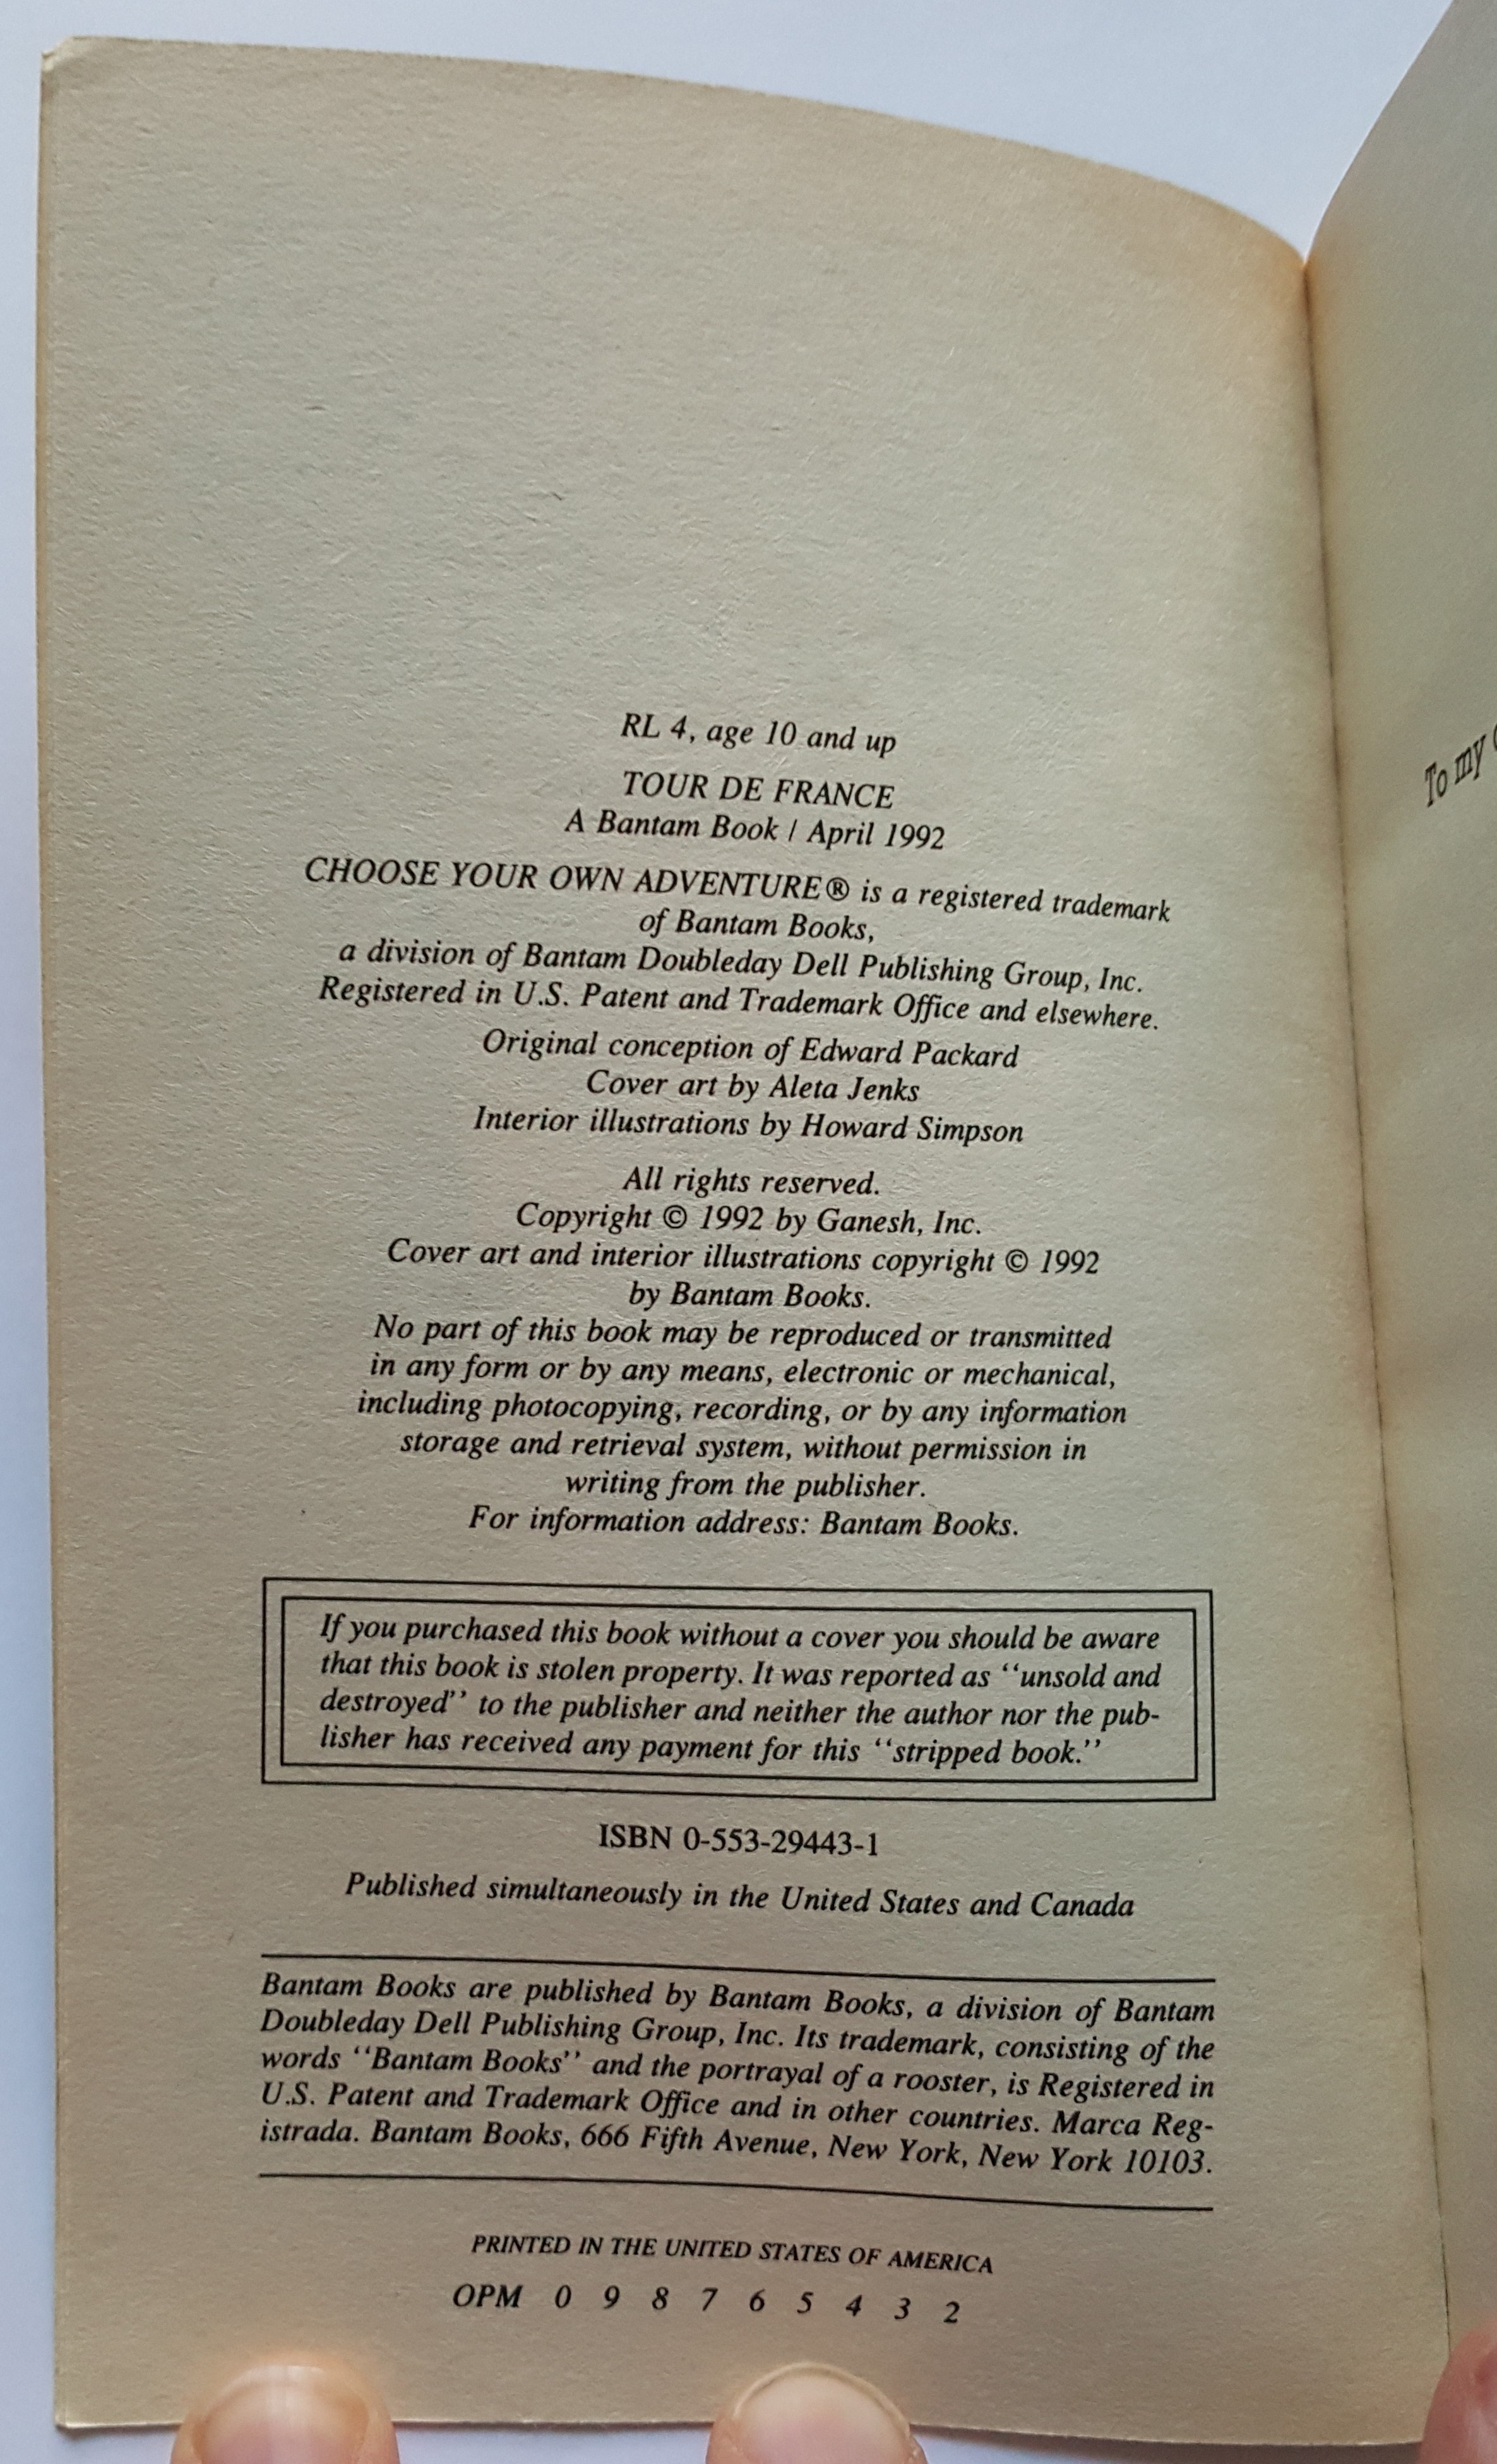 RL 4, age 10 and up
TOUR DE FRANCE
A Bantam Book / April 1992
CHOOSE YOUR OWN ADVENTURE® is a registered trademark
of Bantam Books,
a division of Bantam Doubleday Dell Publishing Group, Inc.
Registered in U.S. Patent and Trademark Office and elsewhere.
Original conception of Edward Packard
Cover art by Aleta Jenks
Interior illustrations by Howard Simpson
All rights reserved.
Copyright © 1992 by Ganesh, Inc.
Cover art and interior illustrations copyright © 1992
by Bantam Books.
No part of this book may be reproduced or transmitted
in any form or by any means, electronic or mechanical,
including photocopying, recording, or by any information
storage and retrieval system, without permission in
writing from the publisher.
For information address: Bantam Books.
If you purchased this book without a cover you should be aware
that this book is stolen property. It was reported as ‘‘unsold and
destroyed’’ to the publisher and neither the author nor the pub-
lisher has received any payment for this ‘‘stripped book.’’
ISBN 0-553-29443-1
Published simultaneously in the United States and Canada
Bantam Books are published by Bantam Books, a division of Bantam
Doubleday Dell Publishing Group, Inc. Its trademark, consisting of the
words ‘‘Bantam Books’’ and the portrayal of a rooster, is Registered in
U.S. Patent and Trademark Office and in other countries. Marca Reg-
istrada. Bantam Books, 666 Fifth Avenue, New York, New York 10103.
PRINTED IN THE UNITED STATES OF AMERICA
OPM 0 9 8 7 6 5 4 3 2
To my